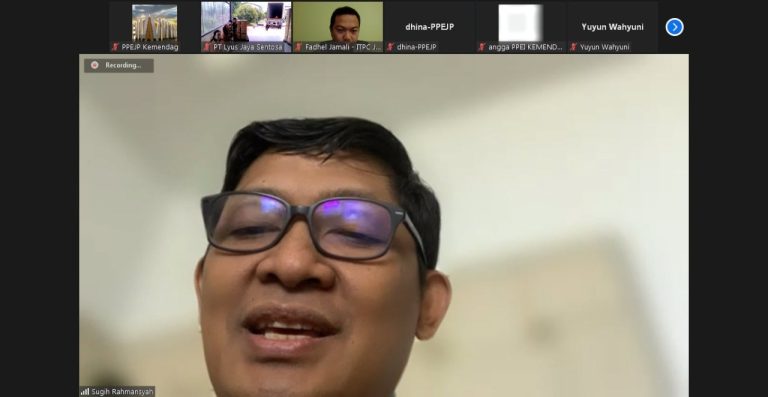 dhina-PPEJP
Yuyun Wahyuni
PPEJP Kemendag
PT Lyus Jaya Sentosa
Fadhel Jamali - ITPC J...
dhina-PPEJP
angga PPEI KEMEND...
Yuyun Wahyuni
Recording...
Sugih Rahmansyah